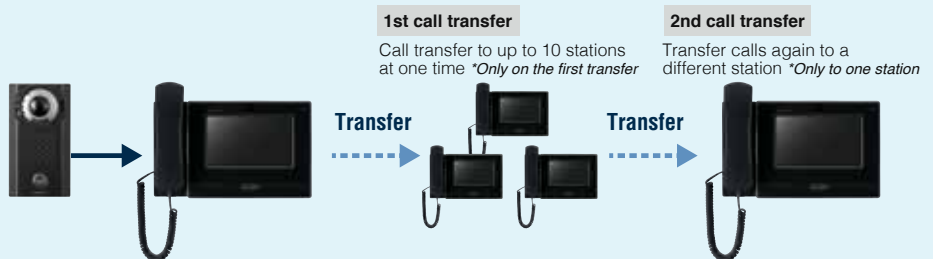 1st call transfer
Call transfer to up to 10 stations
at one time *Only on the first transfer
2nd call transfer
Transfer calls again to a
different station *Only to one station
Transfer
Transfer